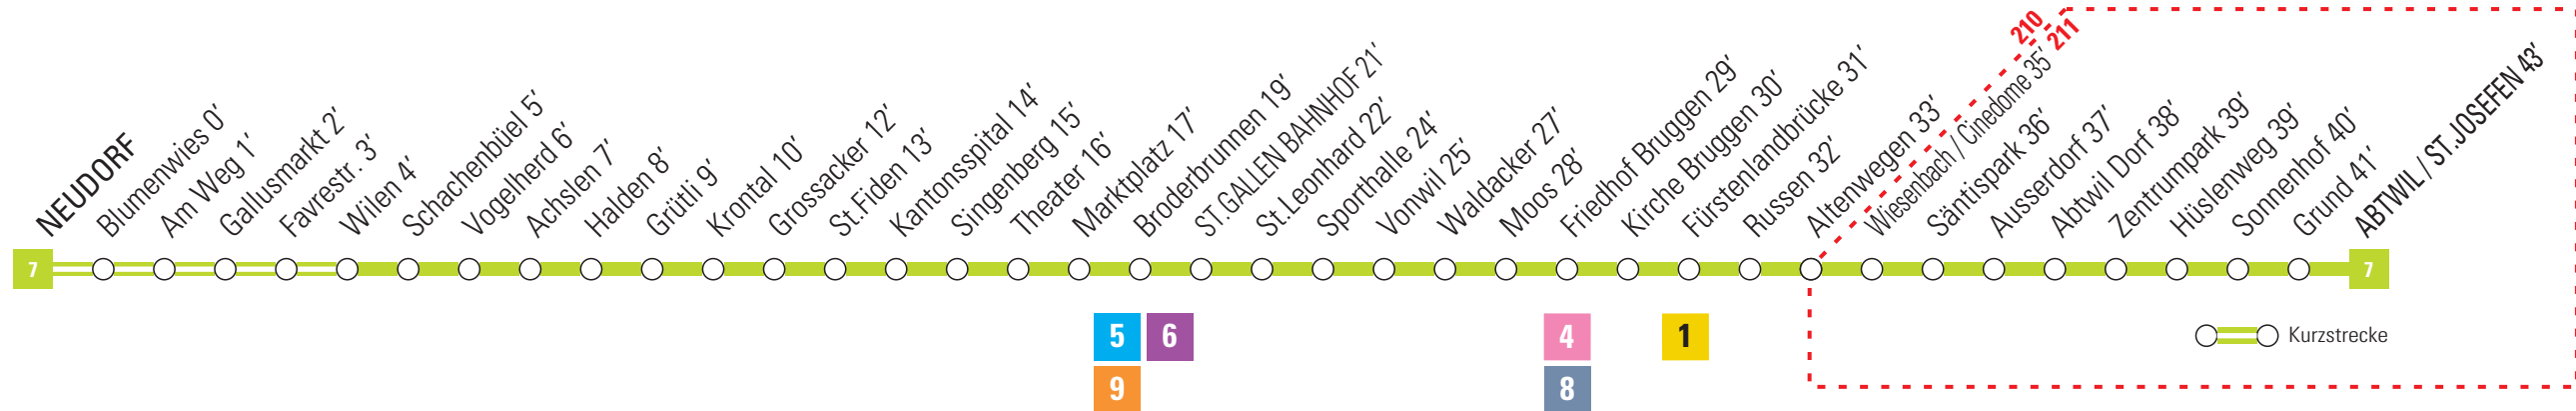 NEUDORF
Blumenwies 0'
Am Weg 1'
Gallusmarkt 2'
Favrestr. 3'
Wilen 4'
Schachenbüel 5'
Vogelherd 6'
Achslen 7'
Halden 8'
Grütli 9'
Krontal 10'
Grossacker 12'
St.Fiden 13'
Kantonsspital 14'
Singenberg 15'
Theater 16'
Marktplatz 17'
Broderbrunnen 19'
ST.GALLEN BAHNHOF 21'
St.Leonhard 22'
Sporthalle 24'
Vonwil 25'
Waldacker 27'
Moos 28'
Friedhof Bruggen 29'
Kirche Bruggen 30'
Fürstenlandbrücke 31'
Russen 32'
Altenwegen 33'
210
211
Wiesenbach / Cinedome 35'
Säntispark 36'
Ausserdorf 37'
Abtwil Dorf 38'
Zentrumpark 39'
Hüslenweg 39'
Sonnenhof 40'
Grund 41'
ABTWIL / ST.JOSEFEN 43'
7
7
5 6
9
4
8
1
Kurzstrecke